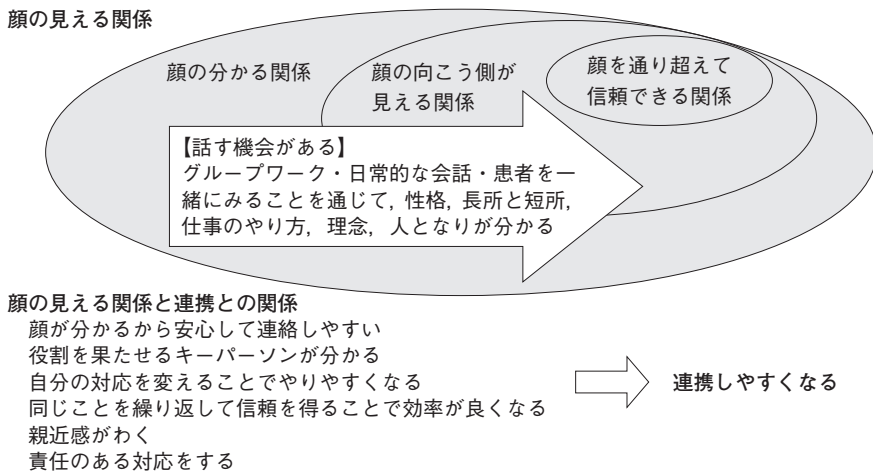 顔の見える関係
顔の分かる関係
顔の向こう側が
見える関係
顔を通り超えて
信頼できる関係
【話す機会がある】
グループワーク・日常的な会話・患者を一
緒にみることを通じて，性格，長所と短所，
仕事のやり方，理念，人となりが分かる
顔の見える関係と連携との関係
顔が分かるから安心して連絡しやすい
役割を果たせるキーパーソンが分かる
自分の対応を変えることでやりやすくなる
同じことを繰り返して信頼を得ることで効率が良くなる
親近感がわく
責任のある対応をする
連携しやすくなる